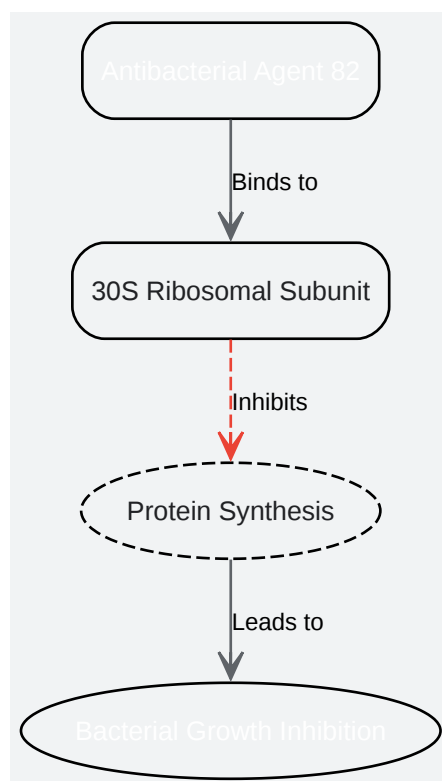 Antibacterial Agent 82
Binds to
30S Ribosomal Subunit
Inhibits
Protein Synthesis
Leads to
Bacterial Growth Inhibition